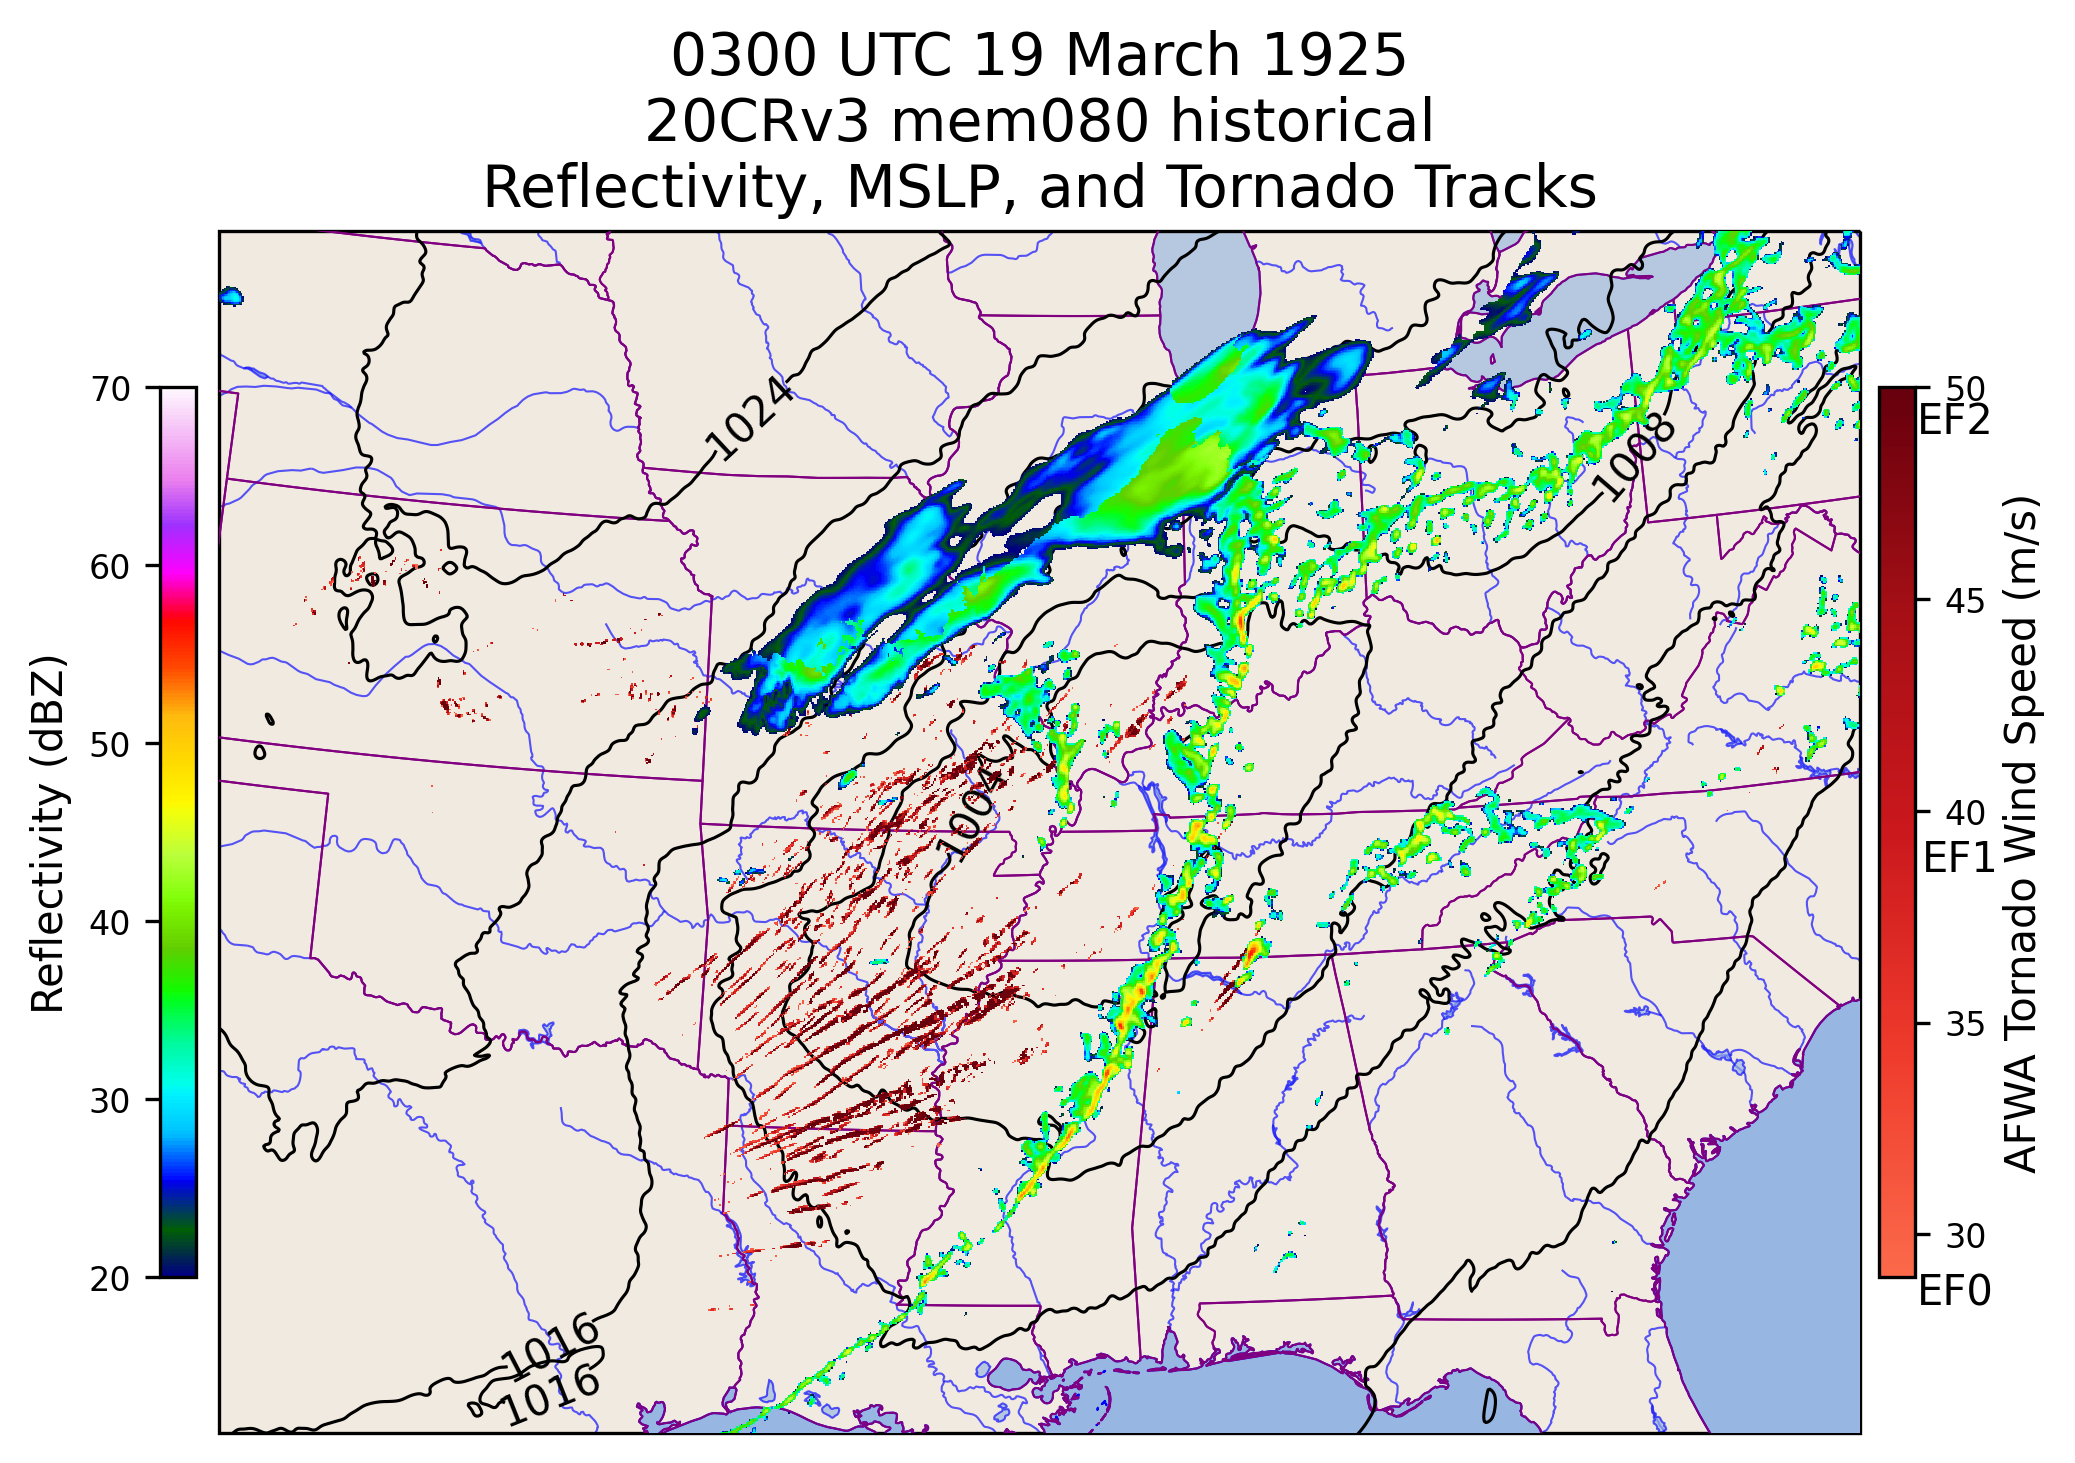 0300 UTC 19 March 1925
20CRv3 mem080 historical
Reflectivity, MSLP, and Tornado Tracks
Reflectivity (dBZ)
70
60
50
40
30
20
1024
1008
1004
1016
1016
50
EF2
45
40
EF1
35
30
EF0
AFWA Tornado Wind Speed (m/s)